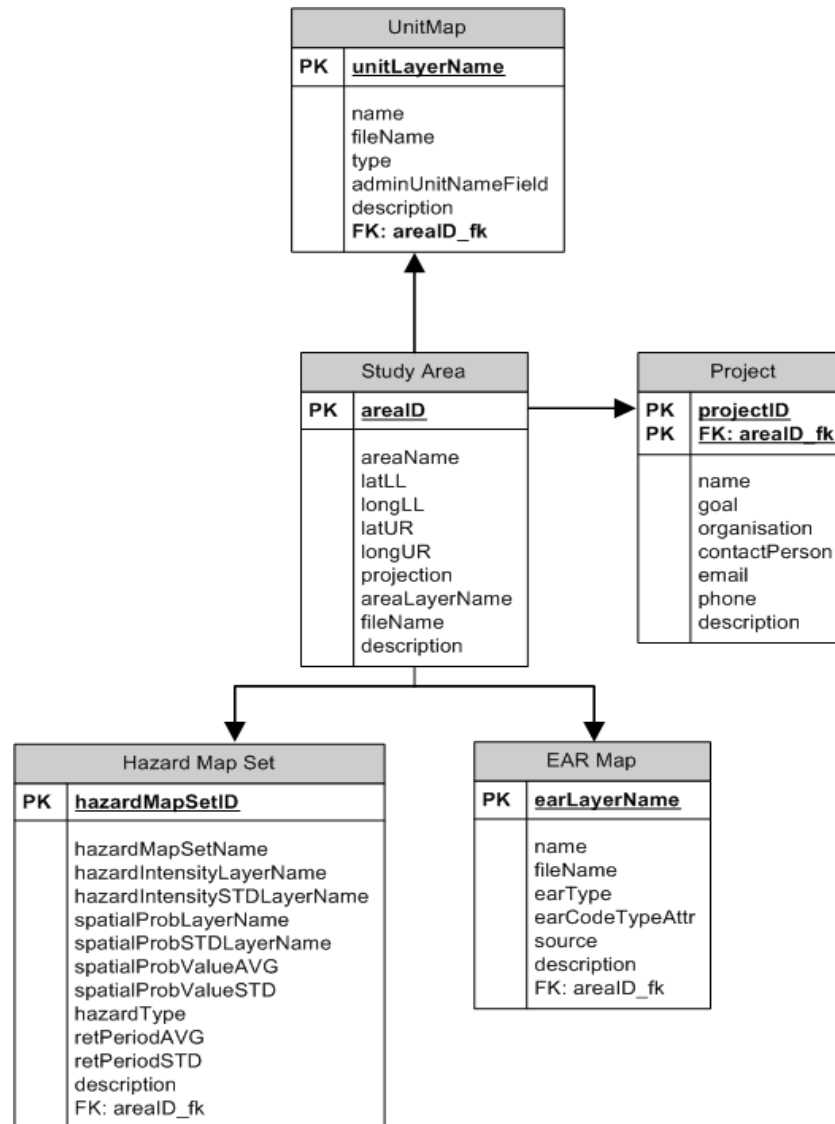 UnitMap
PK unitLayerName
name
fileName
type
adminUnitNameField
description
FK: areaID_fk
Study Area
PK areaID
areaName
latLL
longLL
latUR
longUR
projection
areaLayerName
fileName
description
Project
PK projectID
PK FK: areaID_fk
name
goal
organisation
contactPerson
email
phone
description
Hazard Map Set
PK hazardMapSetID
hazardMapSetName
hazardIntensityLayerName
hazardIntensitySTDLayerName
spatialProbLayerName
spatialProbSTDLayerName
spatialProbValueAVG
spatialProbValueSTD
hazardType
retPeriodAVG
retPeriodSTD
description
FK: areaID_fk
EAR Map
PK earLayerName
name
fileName
earType
earCodeTypeAttr
source
description
FK: areaID_fk